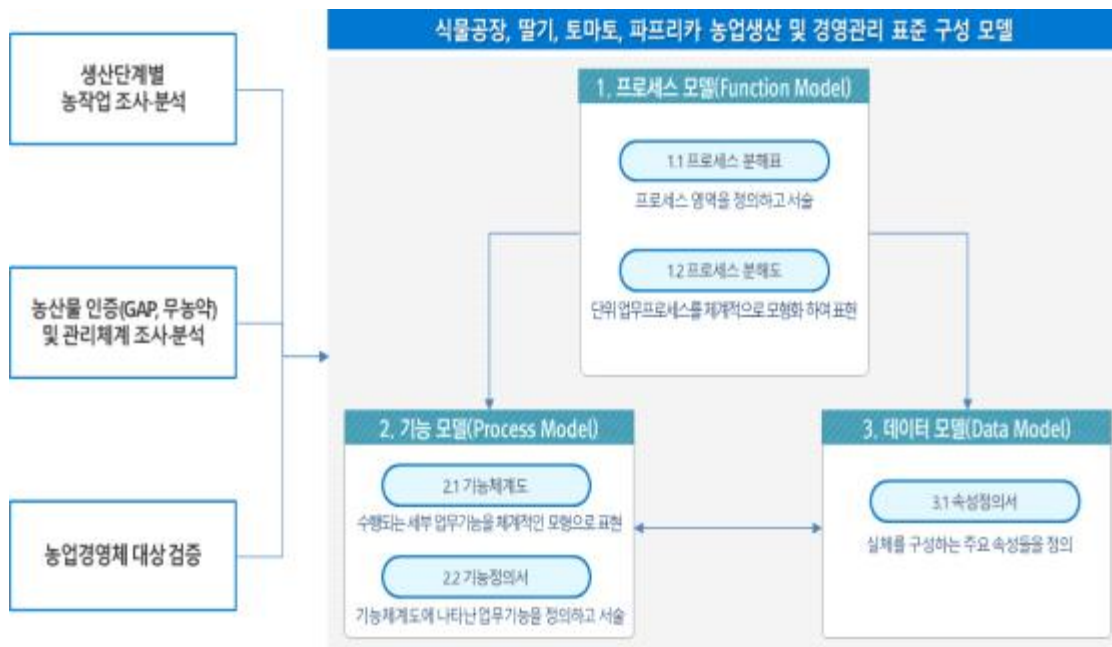 식물공장, 딸기, 토마토, 파프리카 농업생산 및 경영관리 표준 구성 모델
생산단계별
농작업 조사·분석
농산물 인증(GAP, 무농약)
및 관리체계 조사·분석
농업경영체 대상 검증
1. 프로세스 모델(Function Model)
1.1 프로세스 분해표
프로세스 영역을 정의하고 서술
1.2 프로세스 분해도
단위 업무프로세스를 체계적으로 모형화 하여 표현
2. 기능 모델(Process Model)
2.1 기능체계도
수행되는 세부 업무기능을 체계적인 모형으로 표현
2.2 기능정의서
기능체계도에 나타난 업무기능을 정의하고 서술
3. 데이터 모델(Data Model)
3.1 속성정의서
실체를 구성하는 주요 속성들을 정의